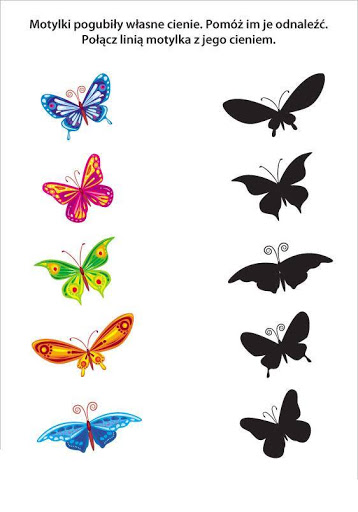 Motylki pogubiły własne cienie. Pomóż im je odnaleźć.
Połącz linią motylka z jego cieniem.